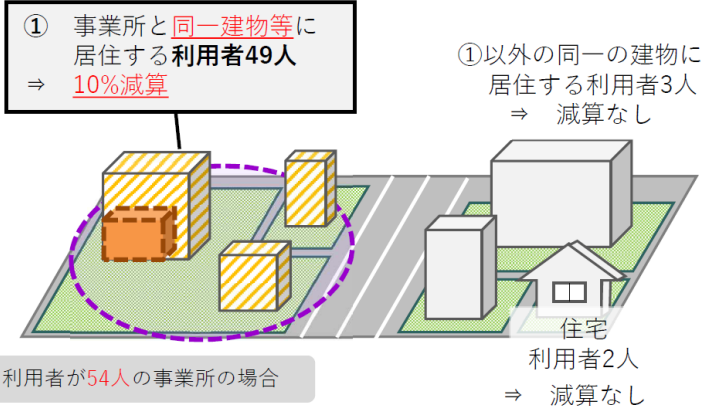 ① 事業所と同一建物等に
居住する利用者49人
⇒ 10%減算
①以外の同一の建物に
居住する利用者3人
⇒ 減算なし
住宅
利用者2人
⇒ 減算なし
利用者が54人の事業所の場合